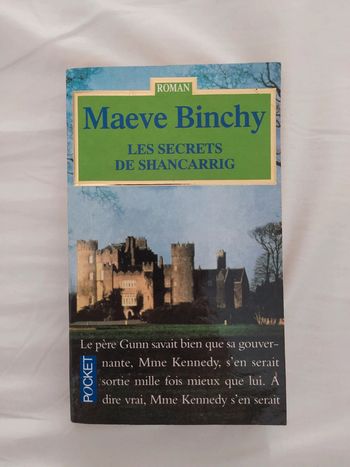 ROMAN
Maeve Binchy
LES SECRETS
DE SHANCARRIG
Le père Gunn savait bien que sa gouver-
nante, Mme Kennedy, s'en serait
sortie mille fois mieux que lui. À
dire vrai, Mme Kennedy s'en serait
POCKET